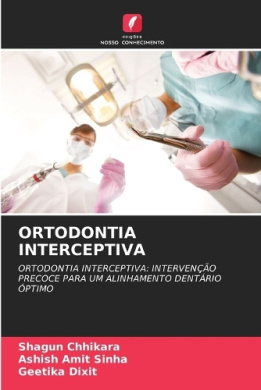 edições
NOSSO CONHECIMENTO
ORTODONTIA
INTERCEPTIVA
ORTODONTIA INTERCEPTIVA: INTERVENÇÃO
PRECOCE PARA UM ALINHAMENTO DENTÁRIO
ÓPTIMO
Shagun Chhikara
Ashish Amit Sinha
Geetika Dixit